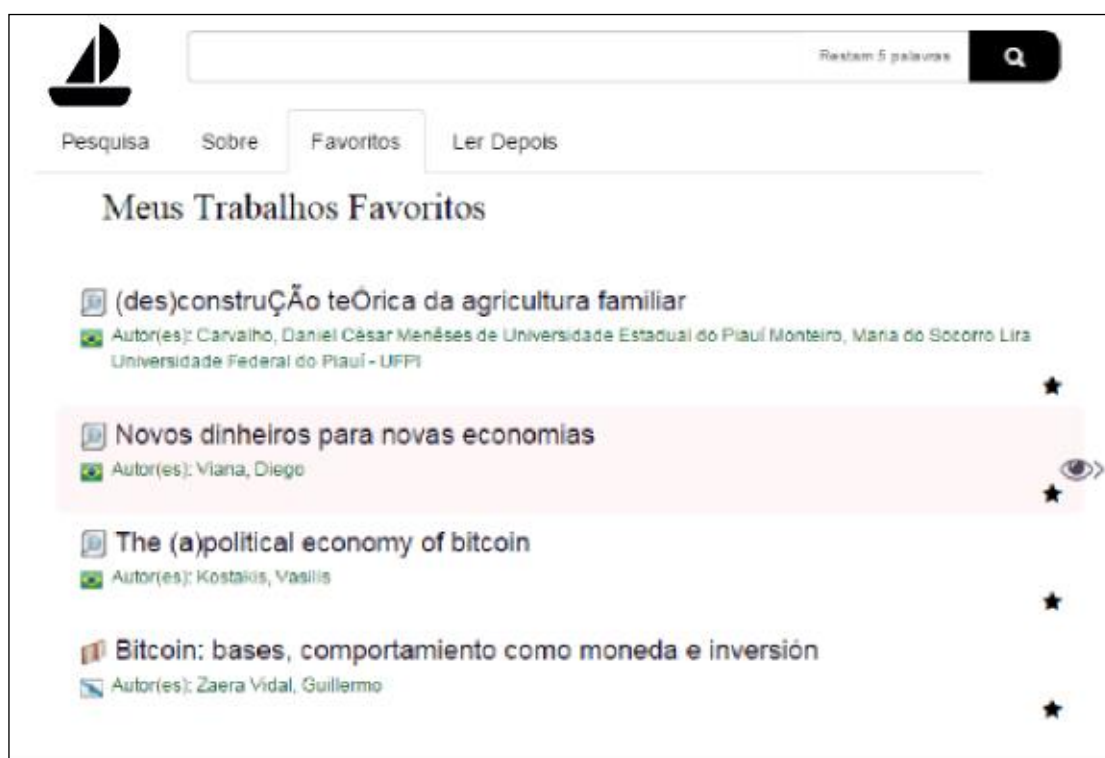 Restam 5 palavras
Pesquisa Sobre Favoritos Ler Depois
Meus Trabalhos Favoritos
(des)construÇÃo teÓrica da agricultura familiar
Autor(es): Carvalho, Daniel César Menêses de Universidade Estadual do Piauí Monteiro, Maria do Socorro Lira
Universidade Federal do Piauí - UFPI
Novos dinheiros para novas economias
Autor(es): Viana, Diego
The (a)political economy of bitcoin
Autor(es): Kostakis, Vasilis
Bitcoin: bases, comportamiento como moneda e inversión
Autor(es): Zaera Vidal, Guillermo